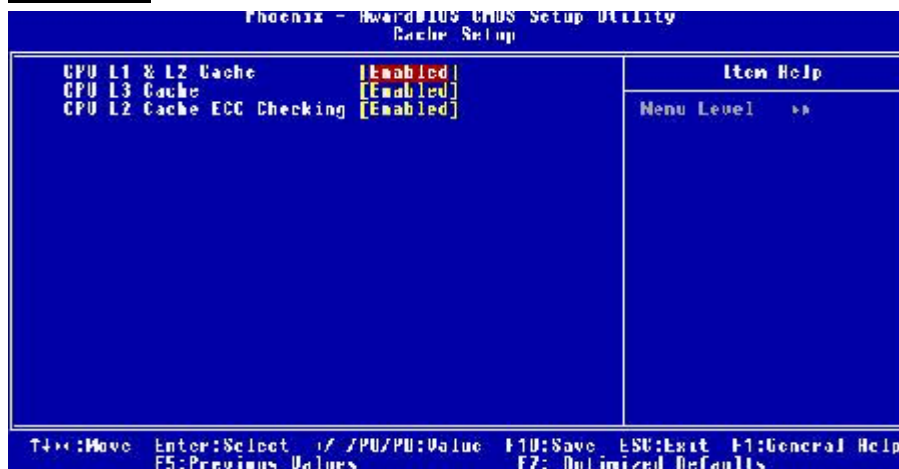 Phoenix - AwardBIOS CMOS Setup Utility
Cache Setup
CPU L1 & L2 Cache [Enabled]
CPU L3 Cache [Enabled]
CPU L2 Cache ECC Checking [Enabled]
Item Help
Menu Level ▸▸
↑↓→←:Move Enter:Select +/-/PU/PD:Value F10:Save ESC:Exit F1:General Help
F5:Previous Values F7: Optimized Defaults